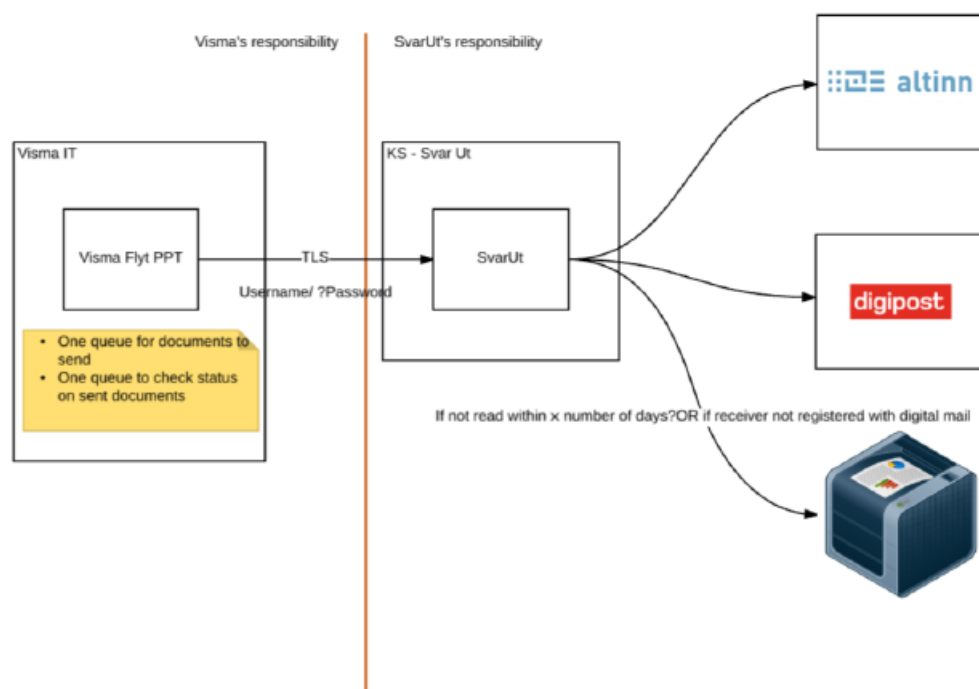 Visma's responsibility
SvarUt's responsibility
altinn
Visma IT
KS - Svar Ut
Visma Flyt PPT
TLS
SvarUt
Username/ ?Password
digipost
• One queue for documents to
send
• One queue to check status
on sent documents
If not read within x number of days?OR if receiver not registered with digital mail